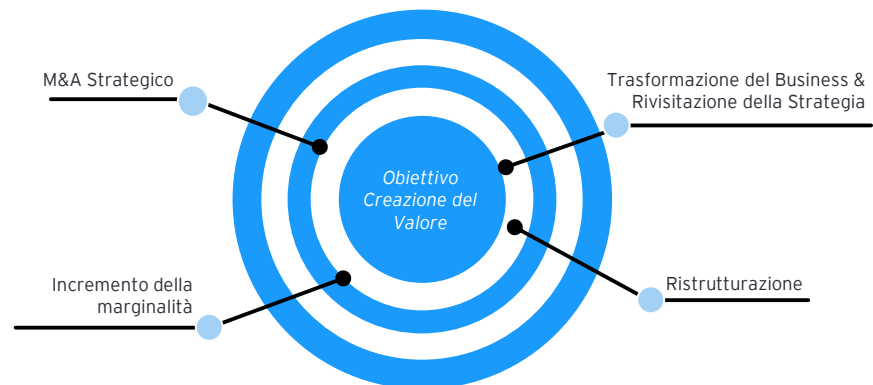 M&A Strategico
Trasformazione del Business &
Rivisitazione della Strategia
Obiettivo
Creazione del
Valore
Incremento della
marginalità
Ristrutturazione